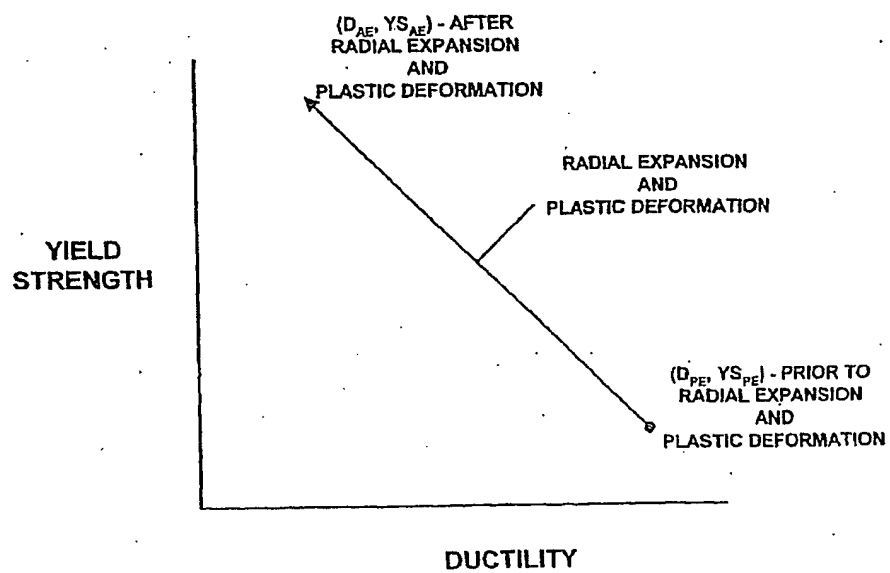 (D_AE, YS_AE) - AFTER
RADIAL EXPANSION
AND
PLASTIC DEFORMATION
RADIAL EXPANSION
AND
PLASTIC DEFORMATION
YIELD
STRENGTH
(D_PE, YS_PE) - PRIOR TO
RADIAL EXPANSION
AND
PLASTIC DEFORMATION
DUCTILITY